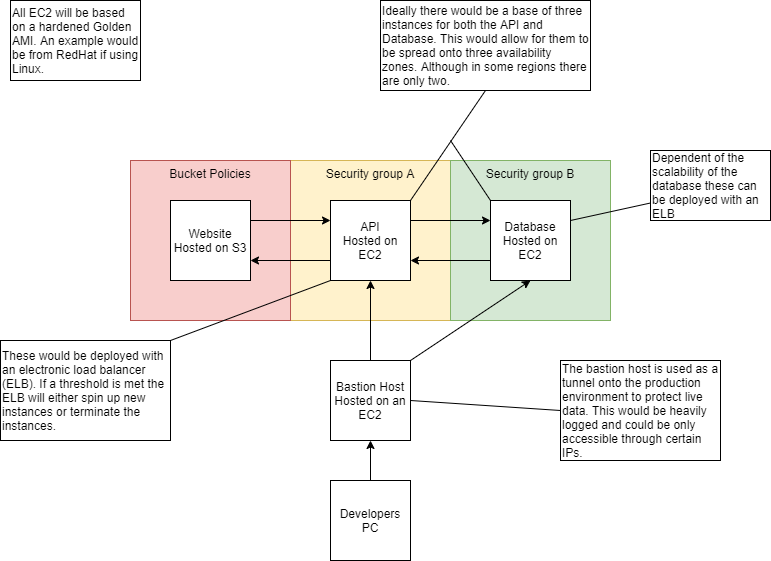 All EC2 will be based
on a hardened Golden
AMI. An example would
be from RedHat if using
Linux.
Ideally there would be a base of three
instances for both the API and
Database. This would allow for them to
be spread onto three availability
zones. Although in some regions there
are only two.
Bucket Policies
Security group A
Security group B
Dependent of the
scalability of the
database these can
be deployed with an
ELB
Website
Hosted on S3
API
Hosted on
EC2
Database
Hosted on
EC2
These would be deployed with
an electronic load balancer
(ELB). If a threshold is met the
ELB will either spin up new
instances or terminate the
instances.
Bastion Host
Hosted on an
EC2
The bastion host is used as a
tunnel onto the production
environment to protect live
data. This would be heavily
logged and could be only
accessible through certain
IPs.
Developers
PC